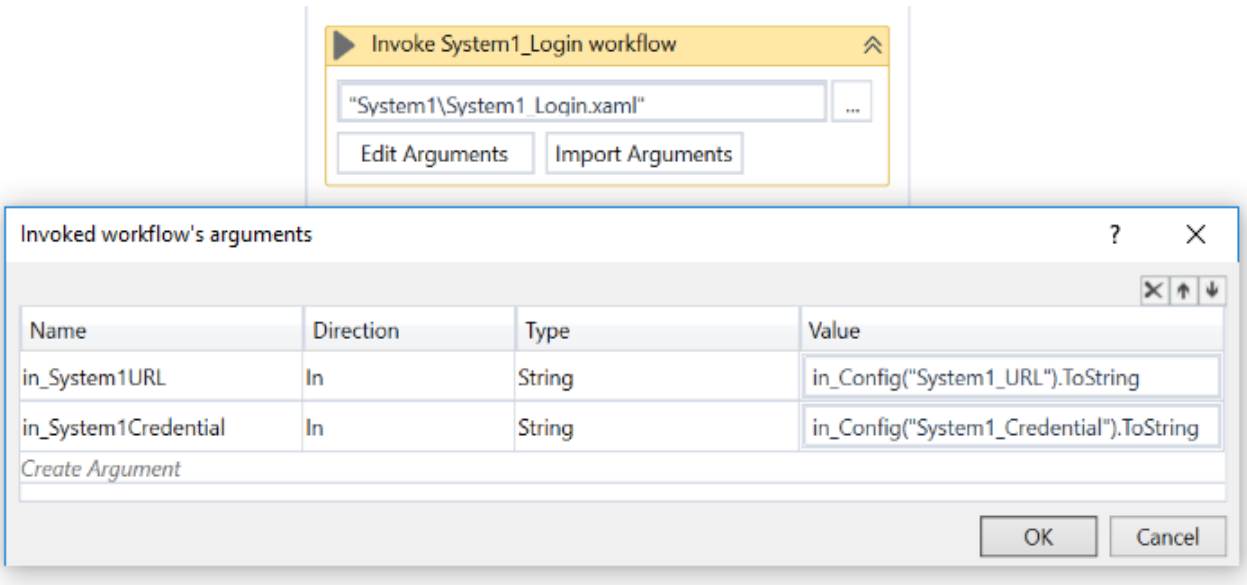 Invoke System1_Login workflow
"System1\System1_Login.xaml"
...
Edit Arguments Import Arguments
Invoked workflow's arguments ?
Name Direction Type Value
in_System1URL In String in_Config("System1_URL").ToString
in_System1Credential In String in_Config("System1_Credential").ToString
Create Argument
OK Cancel